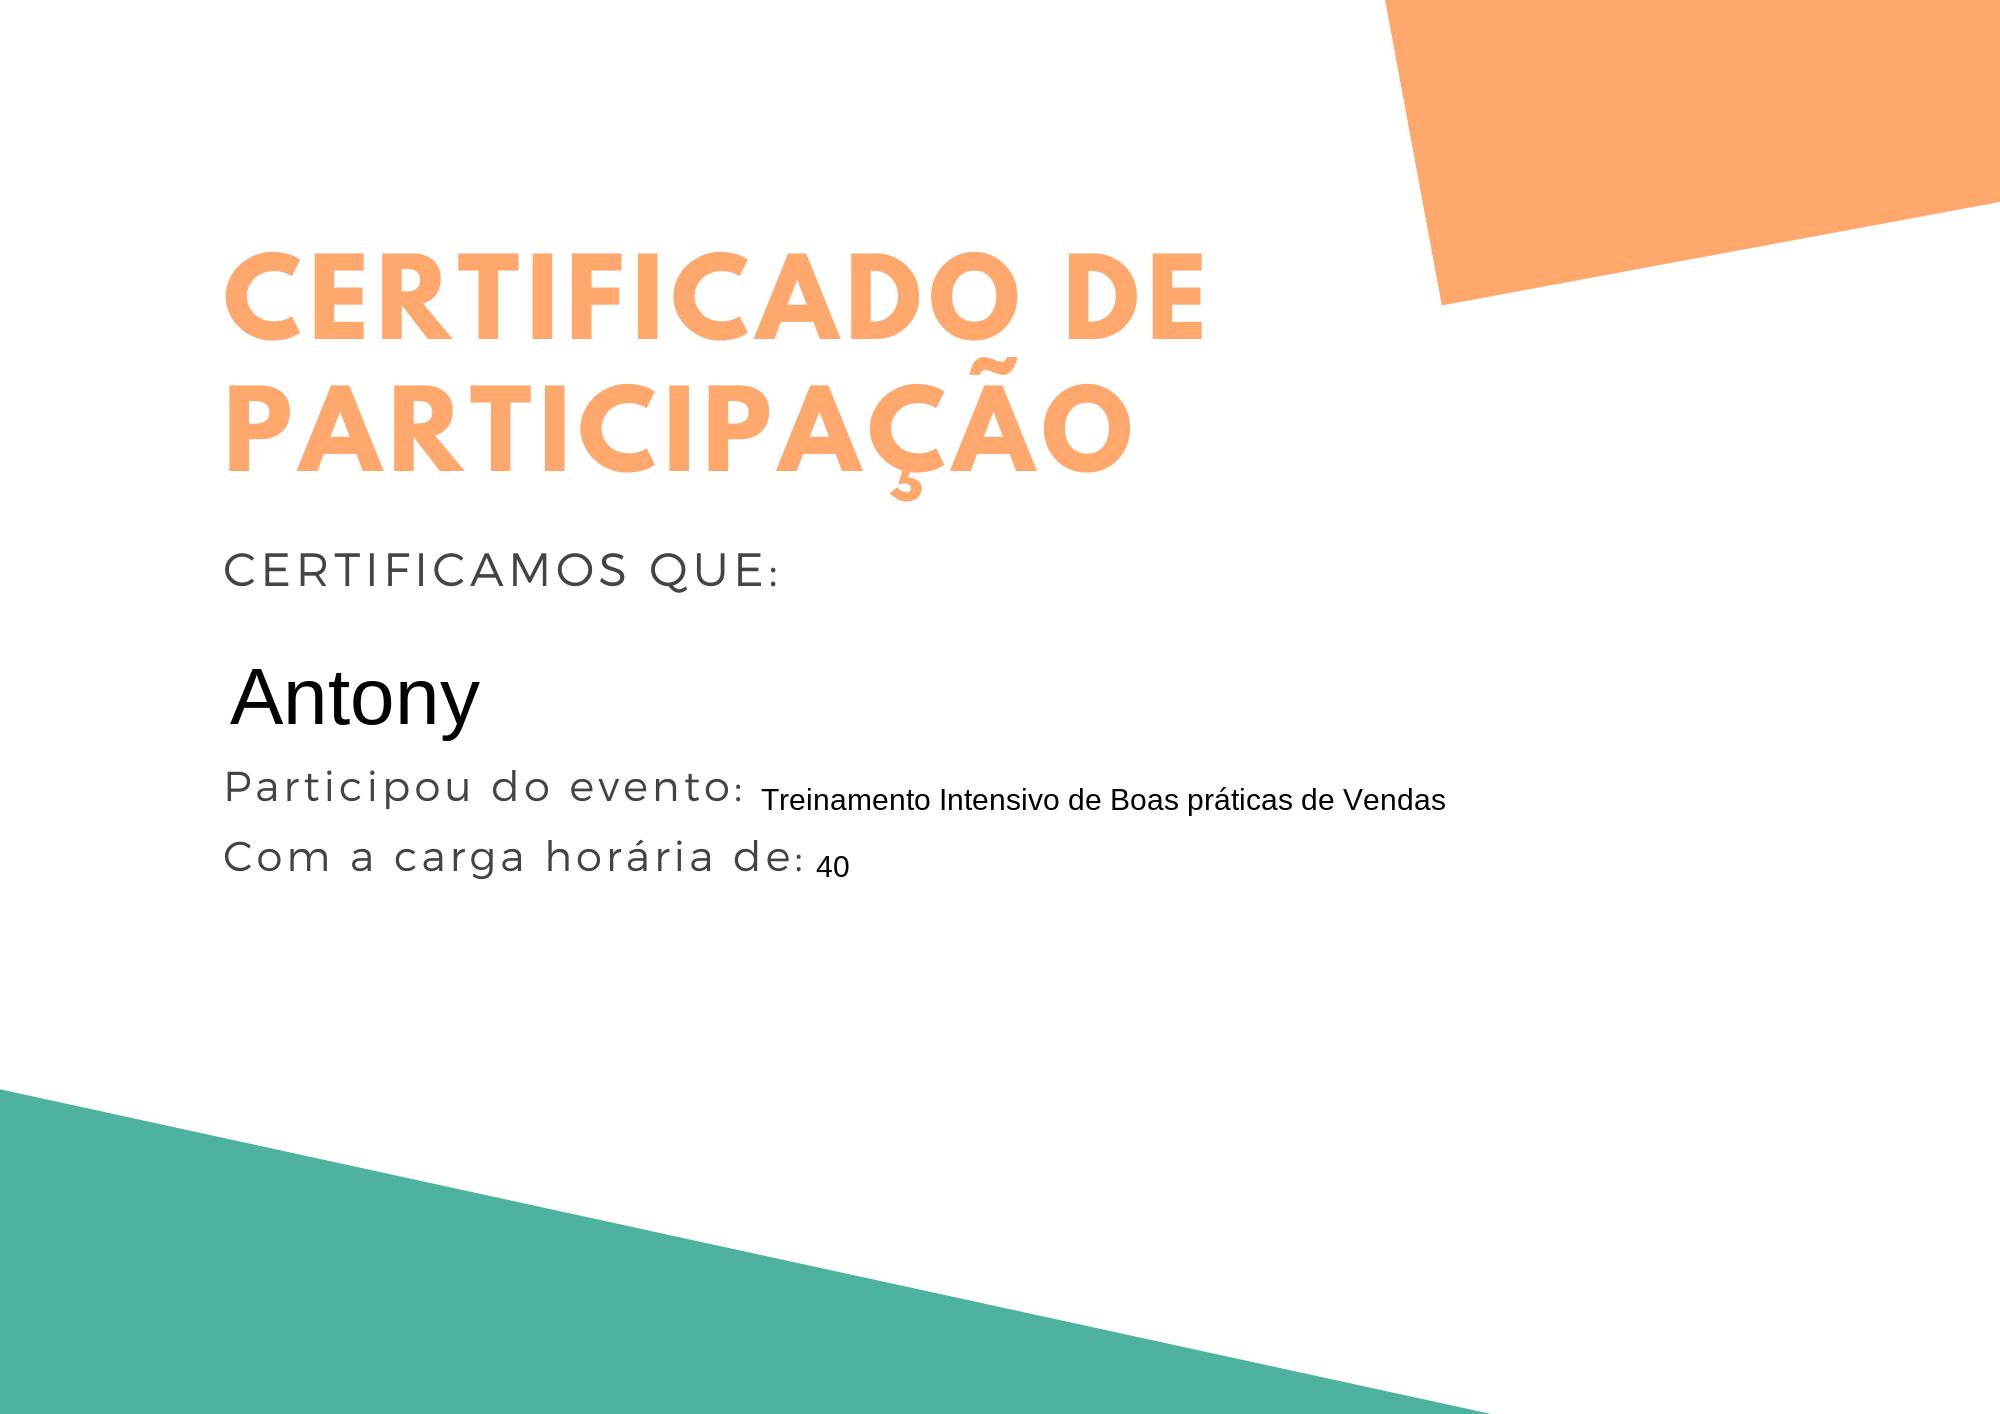 CERTIFICADO DE
PARTICIPAÇÃO
CERTIFICAMOS QUE:
Antony
Participou do evento: Treinamento Intensivo de Boas práticas de Vendas
Com a carga horária de: 40